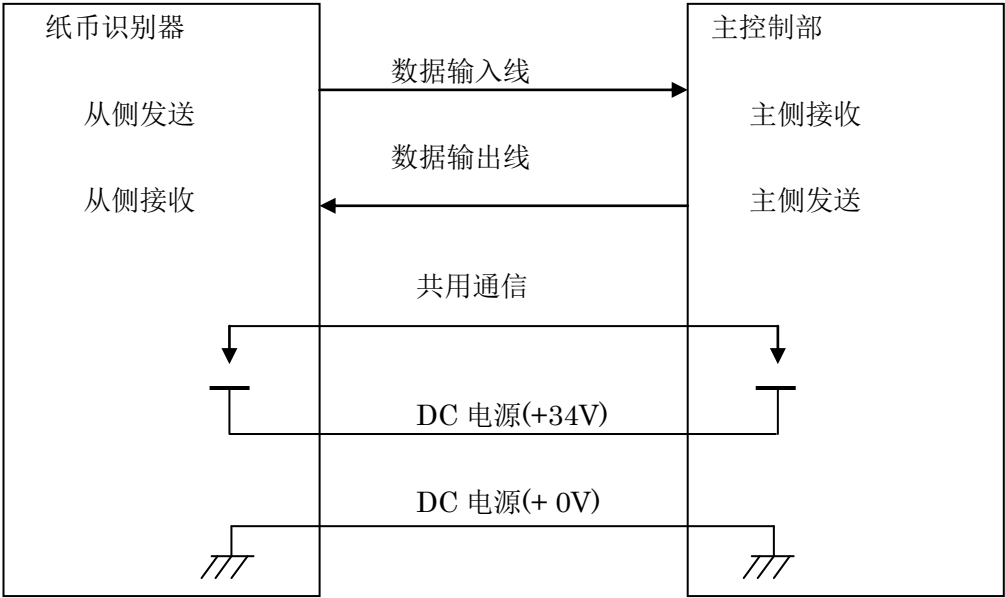 纸币识别器
主控制部
数据输入线
从侧发送
主侧接收
数据输出线
从侧接收
主侧发送
共用通信
DC 电源(+34V)
DC 电源(+ 0V)